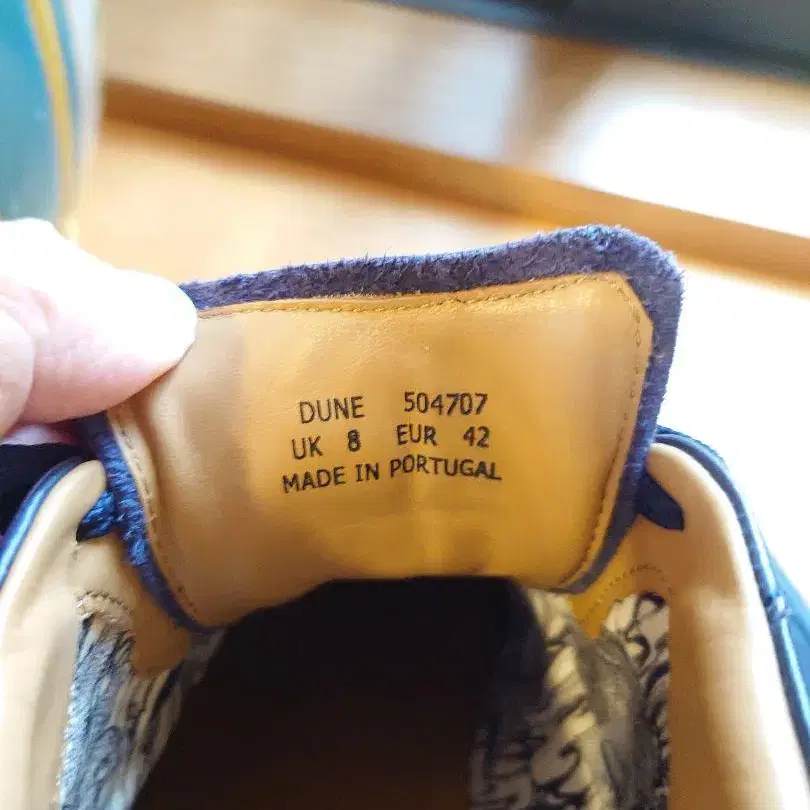 DUNE 504707
UK 8 EUR 42
MADE IN PORTUGAL